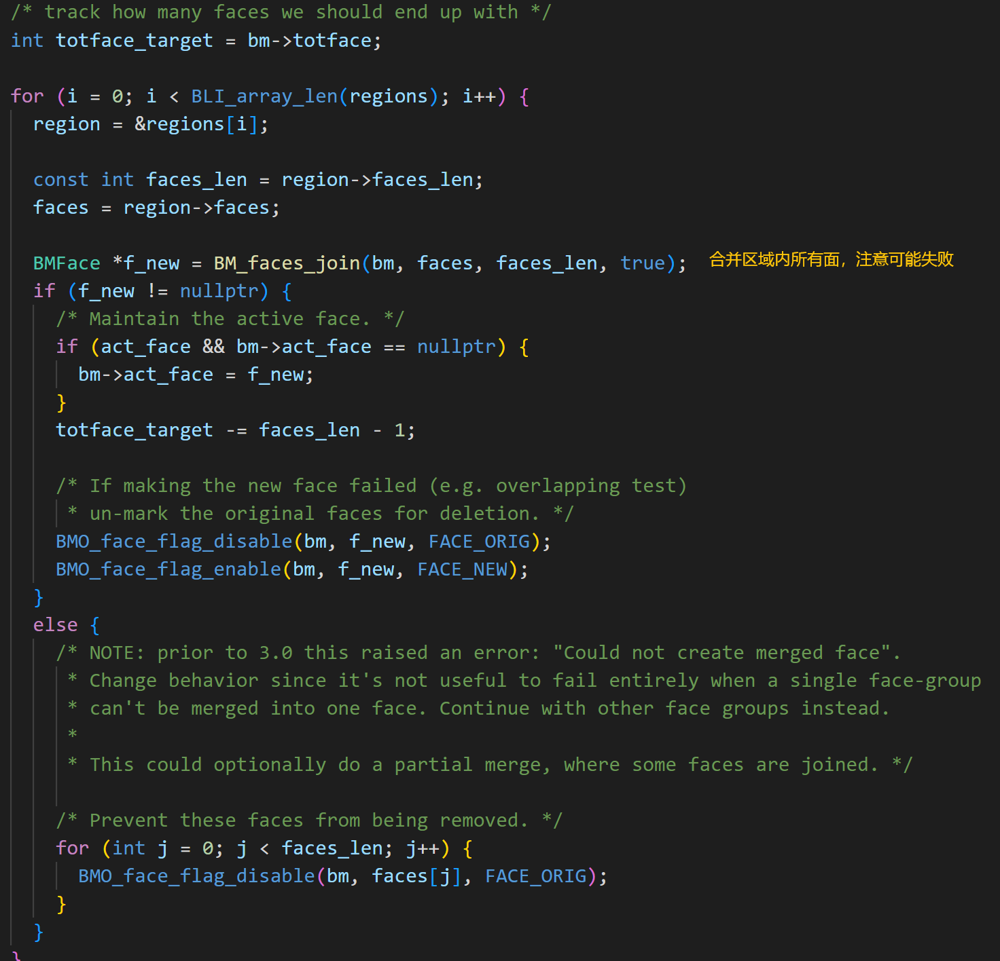 /* track how many faces we should end up with */
int totface_target = bm->totface;
for (i = 0; i < BLI_array_len(regions); i++) {
region = &regions[i];
const int faces_len = region->faces_len;
faces = region->faces;
BMFace *f_new = BM_faces_join(bm, faces, faces_len, true); 合并区域内所有面，注意可能失败
if (f_new != nullptr) {
/* Maintain the active face. */
if (act_face && bm->act_face == nullptr) {
bm->act_face = f_new;
}
totface_target -= faces_len - 1;
/* If making the new face failed (e.g. overlapping test)
* un-mark the original faces for deletion. */
BMO_face_flag_disable(bm, f_new, FACE_ORIG);
BMO_face_flag_enable(bm, f_new, FACE_NEW);
}
else {
/* NOTE: prior to 3.0 this raised an error: "Could not create merged face".
* Change behavior since it's not useful to fail entirely when a single face-group
* can't be merged into one face. Continue with other face groups instead.
*
* This could optionally do a partial merge, where some faces are joined. */
/* Prevent these faces from being removed. */
for (int j = 0; j < faces_len; j++) {
BMO_face_flag_disable(bm, faces[j], FACE_ORIG);
}
}
}